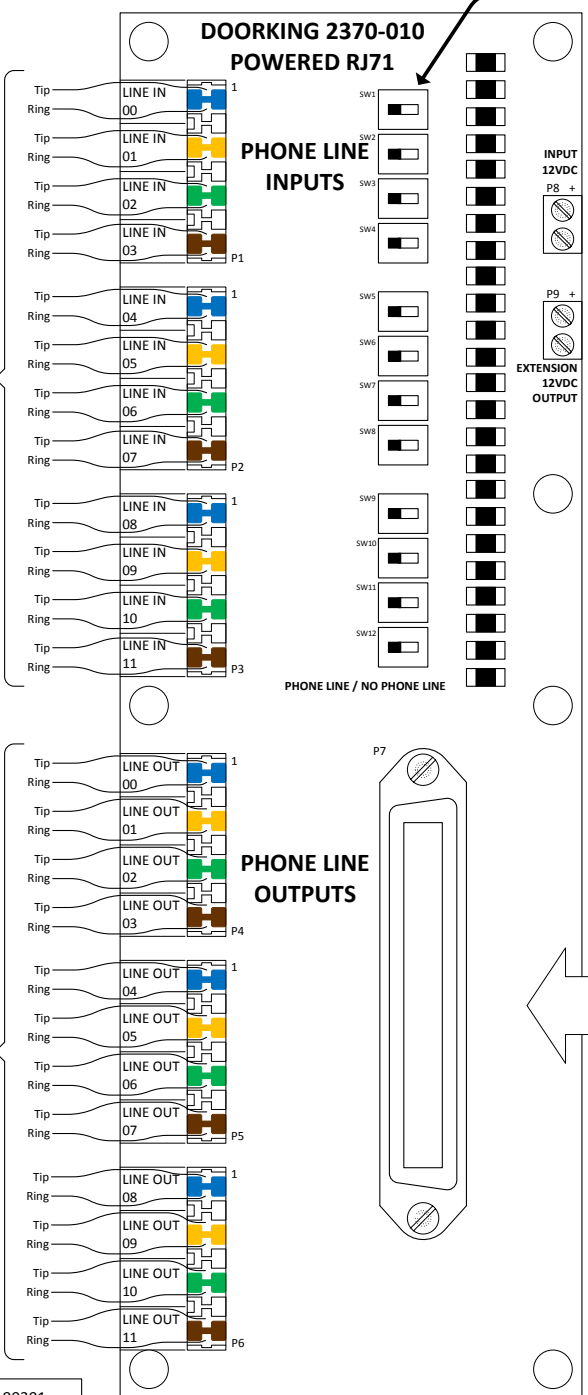 DOORKING 2370-010
POWERED RJ71
PHONE LINE
INPUTS
Tip
Ring
LINE IN
00
1
Tip
Ring
LINE IN
01
Tip
Ring
LINE IN
02
Tip
Ring
LINE IN
03
P1
Tip
Ring
LINE IN
04
1
Tip
Ring
LINE IN
05
Tip
Ring
LINE IN
06
Tip
Ring
LINE IN
07
P2
Tip
Ring
LINE IN
08
1
Tip
Ring
LINE IN
09
Tip
Ring
LINE IN
10
Tip
Ring
LINE IN
11
P3
SW1
SW2
SW3
SW4
SW5
SW6
SW7
SW8
SW9
SW10
SW11
SW12
PHONE LINE / NO PHONE LINE
INPUT
12VDC
P8 +
P9 +
EXTENSION
12VDC
OUTPUT
PHONE LINE
OUTPUTS
Tip
Ring
LINE OUT
00
1
Tip
Ring
LINE OUT
01
Tip
Ring
LINE OUT
02
Tip
Ring
LINE OUT
03
P4
Tip
Ring
LINE OUT
04
1
Tip
Ring
LINE OUT
05
Tip
Ring
LINE OUT
06
Tip
Ring
LINE OUT
07
P5
Tip
Ring
LINE OUT
08
1
Tip
Ring
LINE OUT
09
Tip
Ring
LINE OUT
10
Tip
Ring
LINE OUT
11
P6
P7